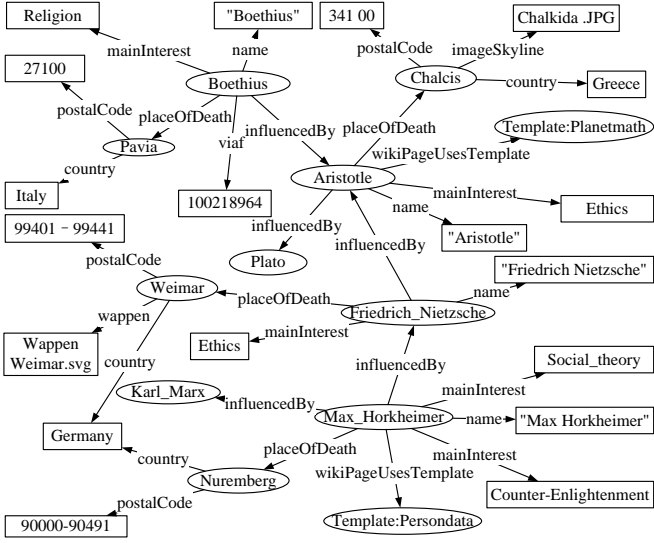 Religion
"Boethius"
341 00
Chalkida .JPG
mainInterest
name
postalCode
imageSkyline
27100
Boethius
Chalcis
country
Greece
postalCode
placeOfDeath
influencedBy
placeOfDeath
Template:Planetmath
Pavia
viaf
wikiPageUsesTemplate
country
Aristotle
mainInterest
Italy
100218964
name
Ethics
99401－99441
influencedBy
"Aristotle"
postalCode
Plato
influencedBy
"Friedrich Nietzsche"
Weimar
placeOfDeath
name
wappen
Friedrich_Nietzsche
Wappen
Weimar.svg
Ethics
mainInterest
country
influencedBy
Social_theory
Karl_Marx
influencedBy
mainInterest
Max_Horkheimer
name
"Max Horkheimer"
Germany
placeOfDeath
mainInterest
country
wikiPageUsesTemplate
Nuremberg
Counter-Enlightenment
postalCode
90000-90491
Template:Persondata